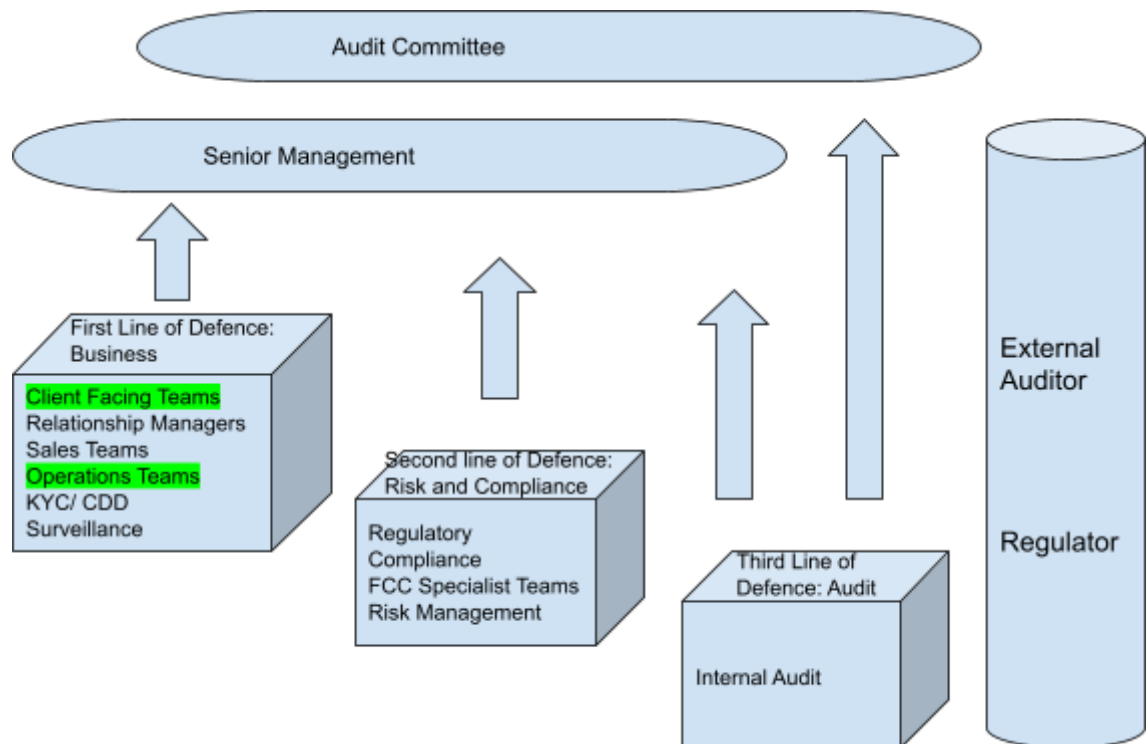 Audit Committee
Senior Management
First Line of Defence:
Business
Client Facing Teams
Relationship Managers
Sales Teams
Operations Teams
KYC/ CDD
Surveillance
Second line of Defence:
Risk and Compliance
Regulatory
Compliance
FCC Specialist Teams
Risk Management
Third Line of
Defence: Audit
Internal Audit
External
Auditor
Regulator